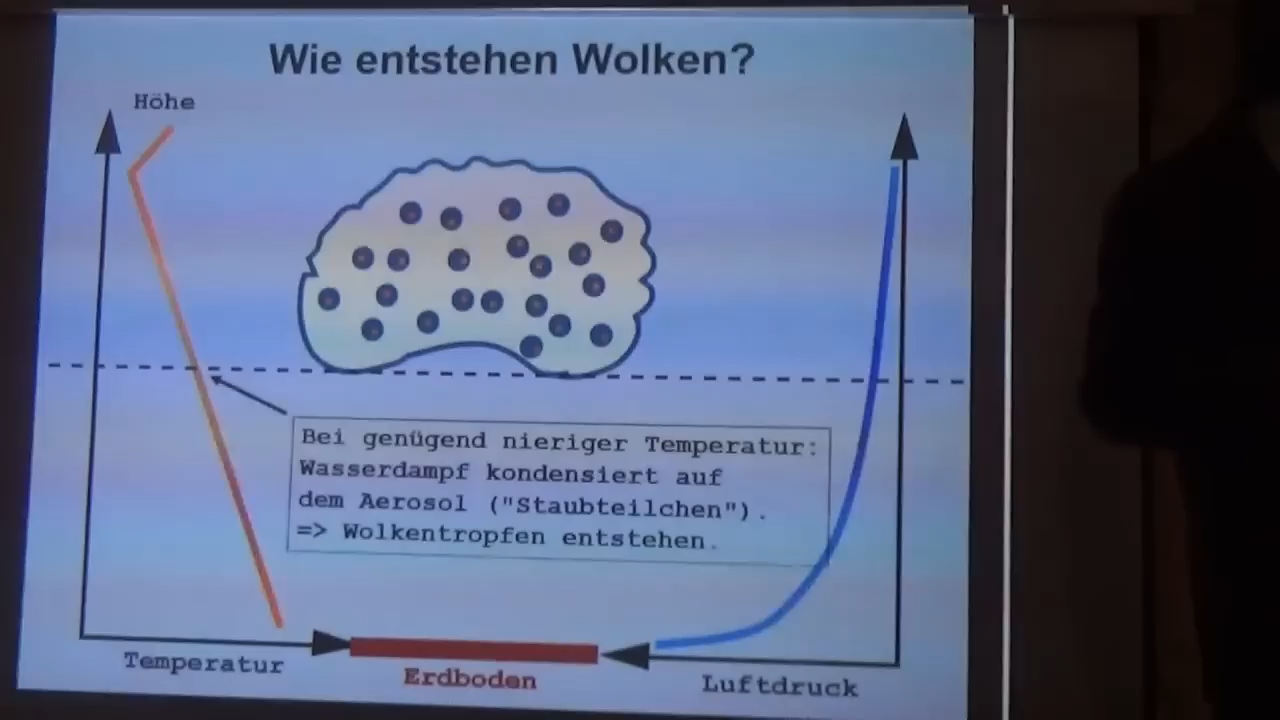 Wie entstehen Wolken?
Höhe
Bei genügend nieriger Temperatur:
Wasserdampf kondensiert auf
dem Aerosol ("Staubteilchen").
=> Wolkentropfen entstehen.
Temperatur
Erdboden
Luftdruck